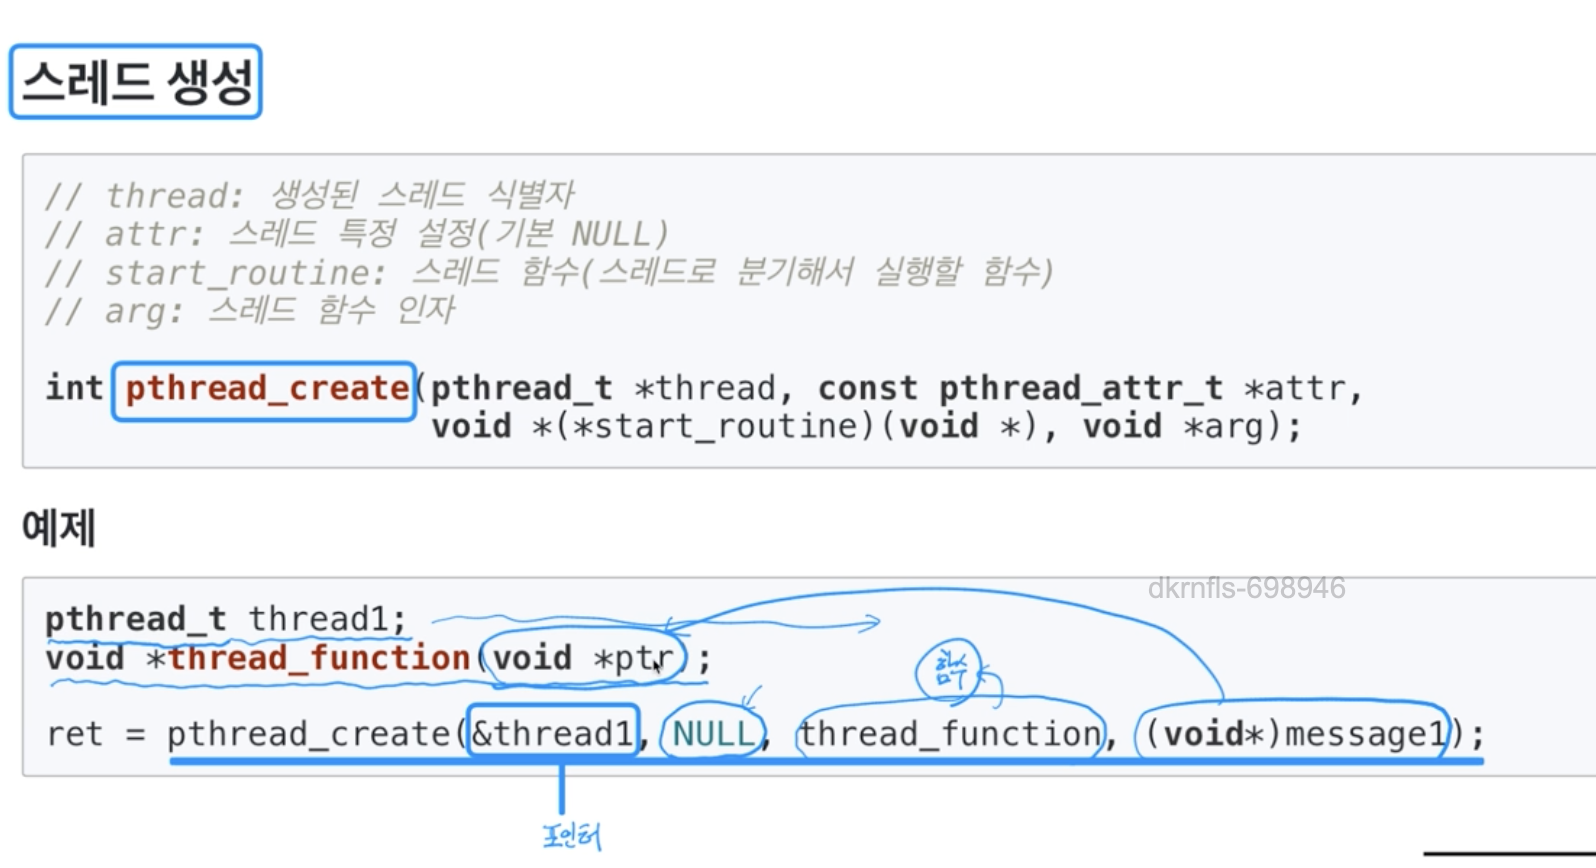 스레드 생성
// thread: 생성된 스레드 식별자
// attr: 스레드 특정 설정(기본 NULL)
// start_routine: 스레드 함수(스레드로 분기해서 실행할 함수)
// arg: 스레드 함수 인자
int pthread_create(pthread_t *thread, const pthread_attr_t *attr,
void *(*start_routine)(void *), void *arg);
예제
dkrnfls-698946
pthread_t thread1;
void *thread_function(void *ptr);
함수
ret = pthread_create(&thread1, NULL, thread_function, (void*)message1);
포인터